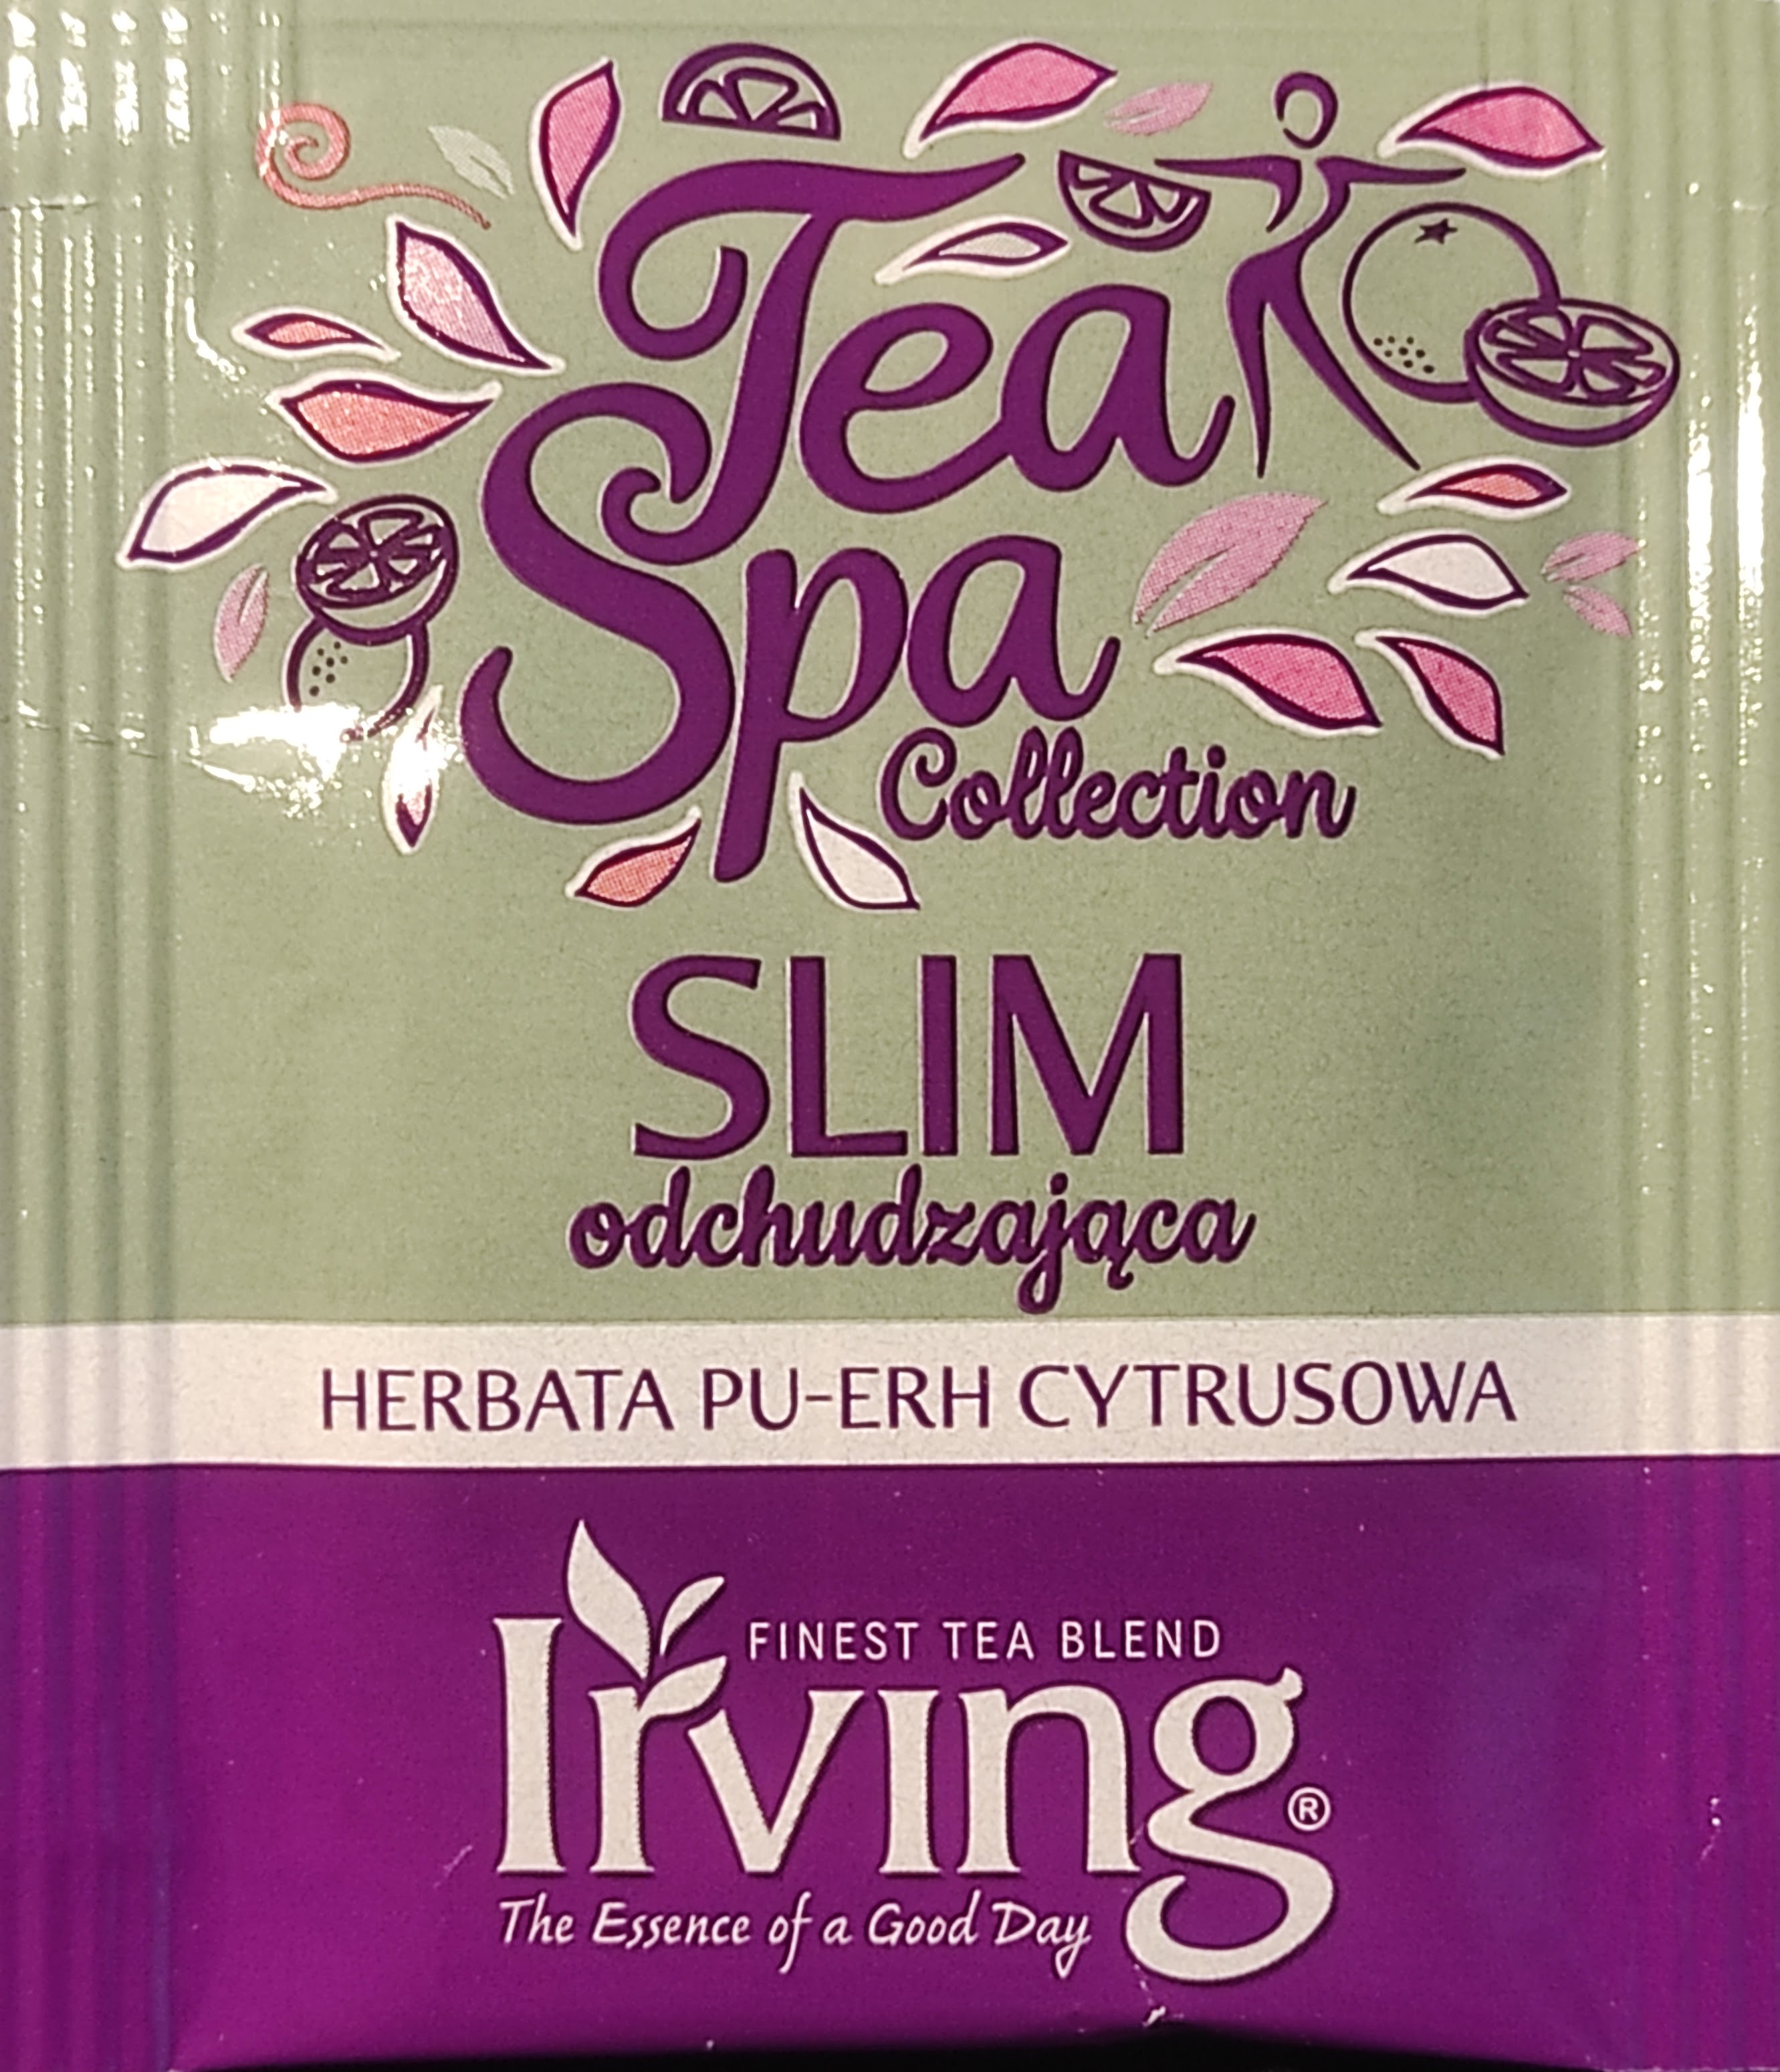 Tea
Spa
Collection
SLIM
odchudzająca
HERBATA PU-ERH CYTRUSOWA
FINEST TEA BLEND
Irving®
The Essence of a Good Day